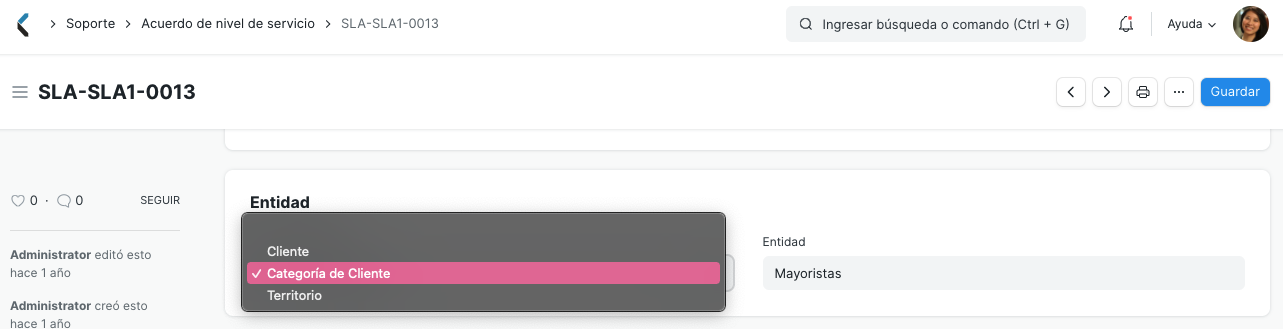 Soporte > Acuerdo de nivel de servicio > SLA-SLA1-0013
Ingresar búsqueda o comando (Ctrl + G)
Ayuda
SLA-SLA1-0013
Guardar
0 · 0
SEGUIR
Administrator editó esto
hace 1 año
Administrator creó esto
hace 1 año
Entidad
Cliente
✓ Categoría de Cliente
Territorio
Entidad
Mayoristas